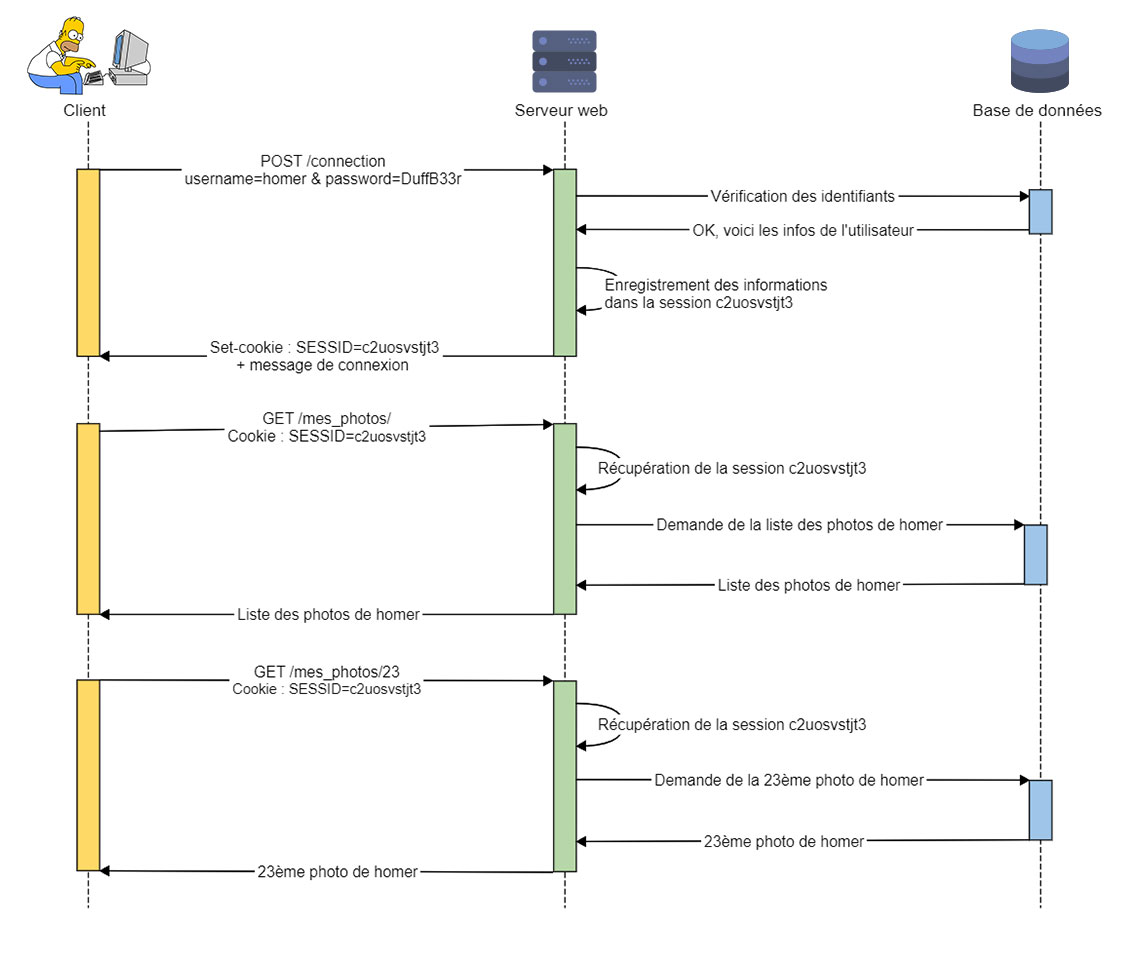 Client
Serveur web
Base de données
POST /connection
username=homer & password=DuffB33r
Vérification des identifiants
OK, voici les infos de l'utilisateur
Enregistrement des informations
dans la session c2uosvstjt3
Set-cookie : SESSID=c2uosvstjt3
+ message de connexion
GET /mes_photos/
Cookie : SESSID=c2uosvstjt3
Récupération de la session c2uosvstjt3
Demande de la liste des photos de homer
Liste des photos de homer
Liste des photos de homer
GET /mes_photos/23
Cookie : SESSID=c2uosvstjt3
Récupération de la session c2uosvstjt3
Demande de la 23ème photo de homer
23ème photo de homer
23ème photo de homer